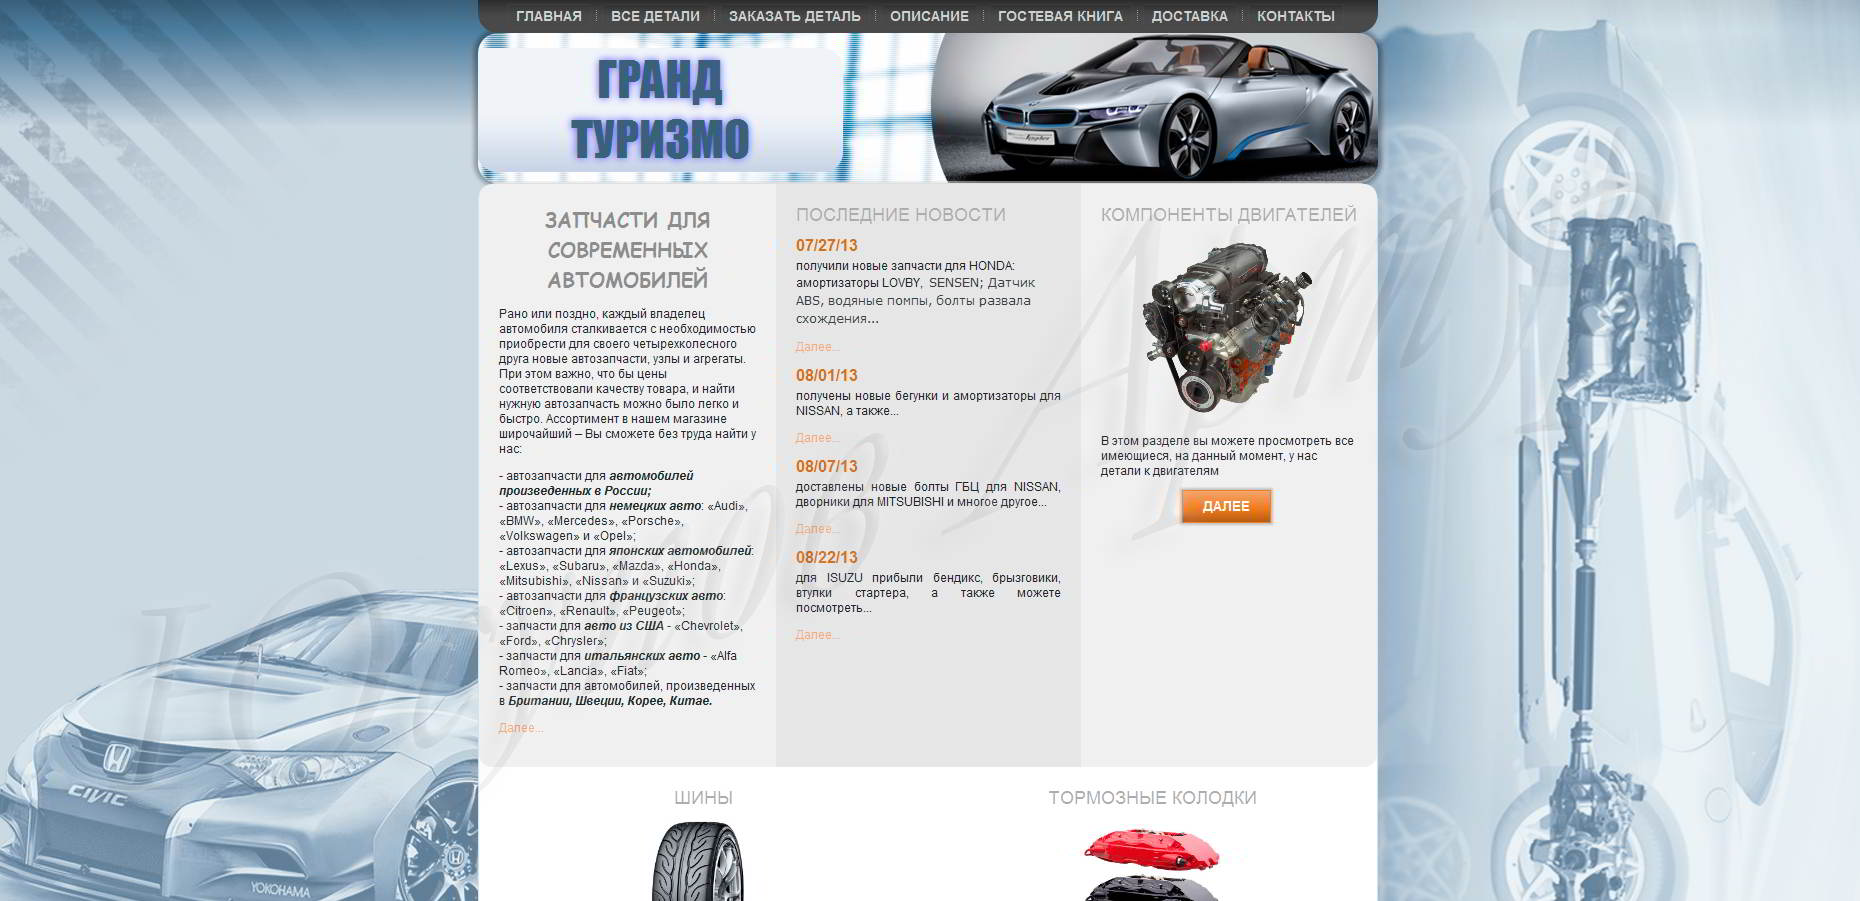 ГЛАВНАЯ
ВСЕ ДЕТАЛИ
ЗАКАЗАТЬ ДЕТАЛЬ
ОПИСАНИЕ
ГОСТЕВАЯ КНИГА
ДОСТАВКА
КОНТАКТЫ
ГРАНД
ТУРИЗМО
ЗАПЧАСТИ ДЛЯ
СОВРЕМЕННЫХ
АВТОМОБИЛЕЙ
Рано или поздно, каждый владелец
автомобиля сталкивается с необходимостью
приобрести для своего четырехколесного
друга новые автозапчасти, узлы и агрегаты.
При этом важно, что бы цены
соответствовали качеству товара, и найти
нужную автозапчасть можно было легко и
быстро. Ассортимент в нашем магазине
широчайший – Вы сможете без труда найти у
нас:
- автозапчасти для автомобилей
произведенных в России;
- автозапчасти для немецких авто: «Audi»,
«BMW», «Mercedes», «Porsche»,
«Volkswagen» и «Opel»;
- автозапчасти для японских автомобилей:
«Lexus», «Subaru», «Mazda», «Honda»,
«Mitsubishi», «Nissan» и «Suzuki»;
- автозапчасти для французских авто:
«Citroen», «Renault», «Peugeot»;
- запчасти для авто из США - «Chevrolet»,
«Ford», «Chrysler»;
- запчасти для итальянских авто - «Alfa
Romeo», «Lancia», «Fiat»;
- запчасти для автомобилей, произведенных
в Британии, Швеции, Корее, Китае.
Далее...
ПОСЛЕДНИЕ НОВОСТИ
07/27/13
получили новые запчасти для HONDA:
амортизаторы LOVBY, SENSEN; Датчик
ABS, водяные помпы, болты развала
схождения...
Далее...
08/01/13
получены новые бегунки и амортизаторы для
NISSAN, а также...
Далее...
08/07/13
доставлены новые болты ГБЦ для NISSAN,
дворники для MITSUBISHI и многое другое...
Далее...
08/22/13
для ISUZU прибыли бендикс, брызговики,
втулки стартера, а также можете
посмотреть...
Далее...
КОМПОНЕНТЫ ДВИГАТЕЛЕЙ
В этом разделе вы можете просмотреть все
имеющиеся, на данный момент, у нас
детали к двигателям
ДАЛЕЕ
ШИНЫ
ТОРМОЗНЫЕ КОЛОДКИ
CIVIC
YOKOHAMA